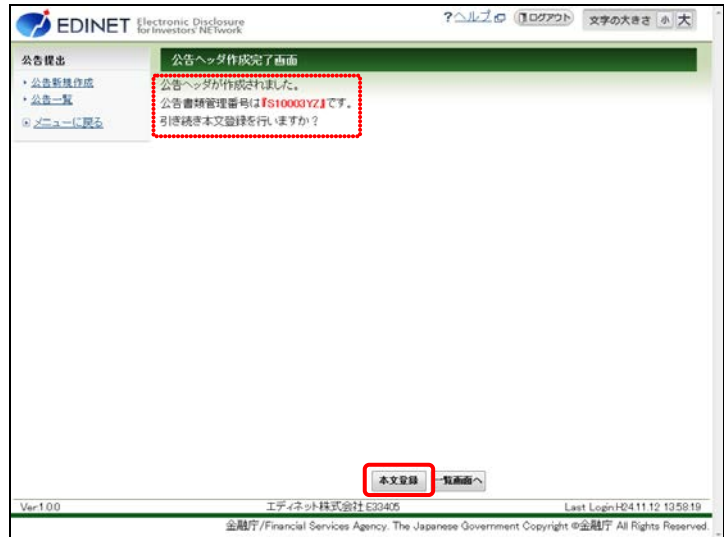 EDINET Electronic Disclosure for Investors' NETwork
?ヘルプ ログアウト 文字の大きさ 小 大
公告提出
公告新規作成
公告一覧
メニューに戻る
公告ヘッダ作成完了画面
公告ヘッダが作成されました。
公告書類管理番号は『S10003YZ』です。
引き続き本文登録を行いますか？
本文登録 一覧画面へ
Ver1.0.0 エディネット株式会社 E33405 Last Login:H24.11.12 13:58:19
金融庁/Financial Services Agency. The Japanese Government Copyright ©金融庁 All Rights Reserved.